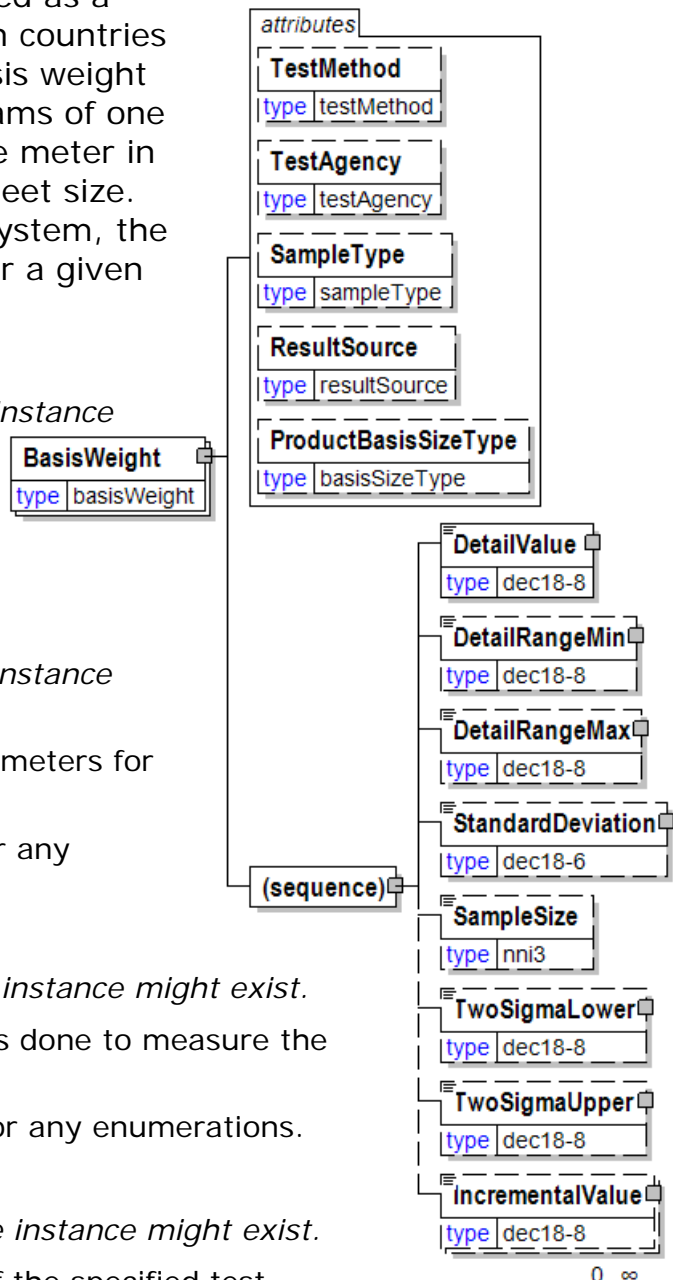 ed as a
n countries
sis weight
ams of one
e meter in
eet size.
ystem, the
r a given
instance
BasisWeight
type basisWeight
nstance
meters for
r any
instance might exist.
s done to measure the
or any enumerations.
e instance might exist.
f the specified test
attributes
TestMethod
type testMethod
TestAgency
type testAgency
SampleType
type sampleType
ResultSource
type resultSource
ProductBasisSizeType
type basisSizeType
(sequence)
DetailValue
type dec18-8
DetailRangeMin
type dec18-8
DetailRangeMax
type dec18-8
StandardDeviation
type dec18-6
SampleSize
type nni3
TwoSigmaLower
type dec18-8
TwoSigmaUpper
type dec18-8
IncrementalValue
type dec18-8
0 ∞